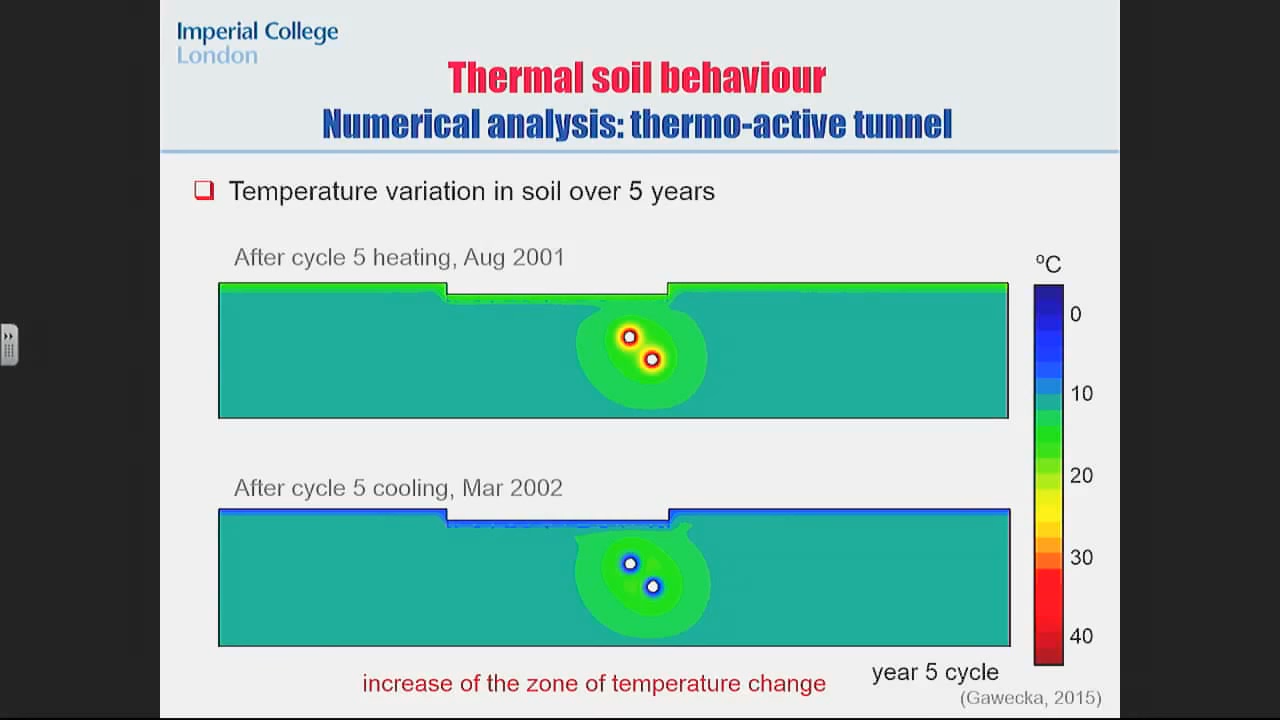 Imperial College
London
Thermal soil behaviour
Numerical analysis: thermo-active tunnel
Temperature variation in soil over 5 years
After cycle 5 heating, Aug 2001
ºC
0
10
20
30
40
After cycle 5 cooling, Mar 2002
increase of the zone of temperature change
year 5 cycle
(Gawecka, 2015)